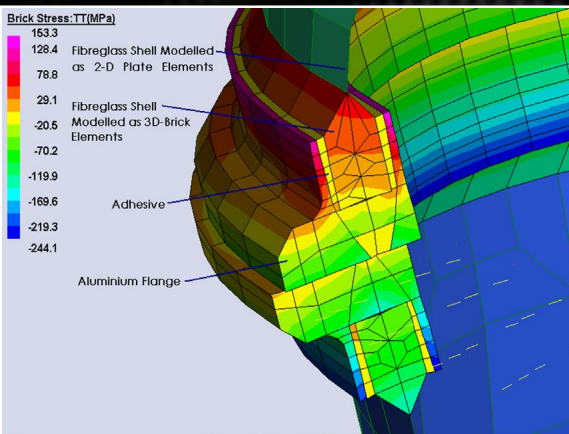 Brick Stress:TT(MPa)
153.3
128.4
78.8
29.1
-20.5
-70.2
-119.9
-169.6
-219.3
-244.1
Fibreglass Shell Modelled
as 2-D Plate Elements
Fibreglass Shell
Modelled as 3D-Brick
Elements
Adhesive
Aluminium Flange